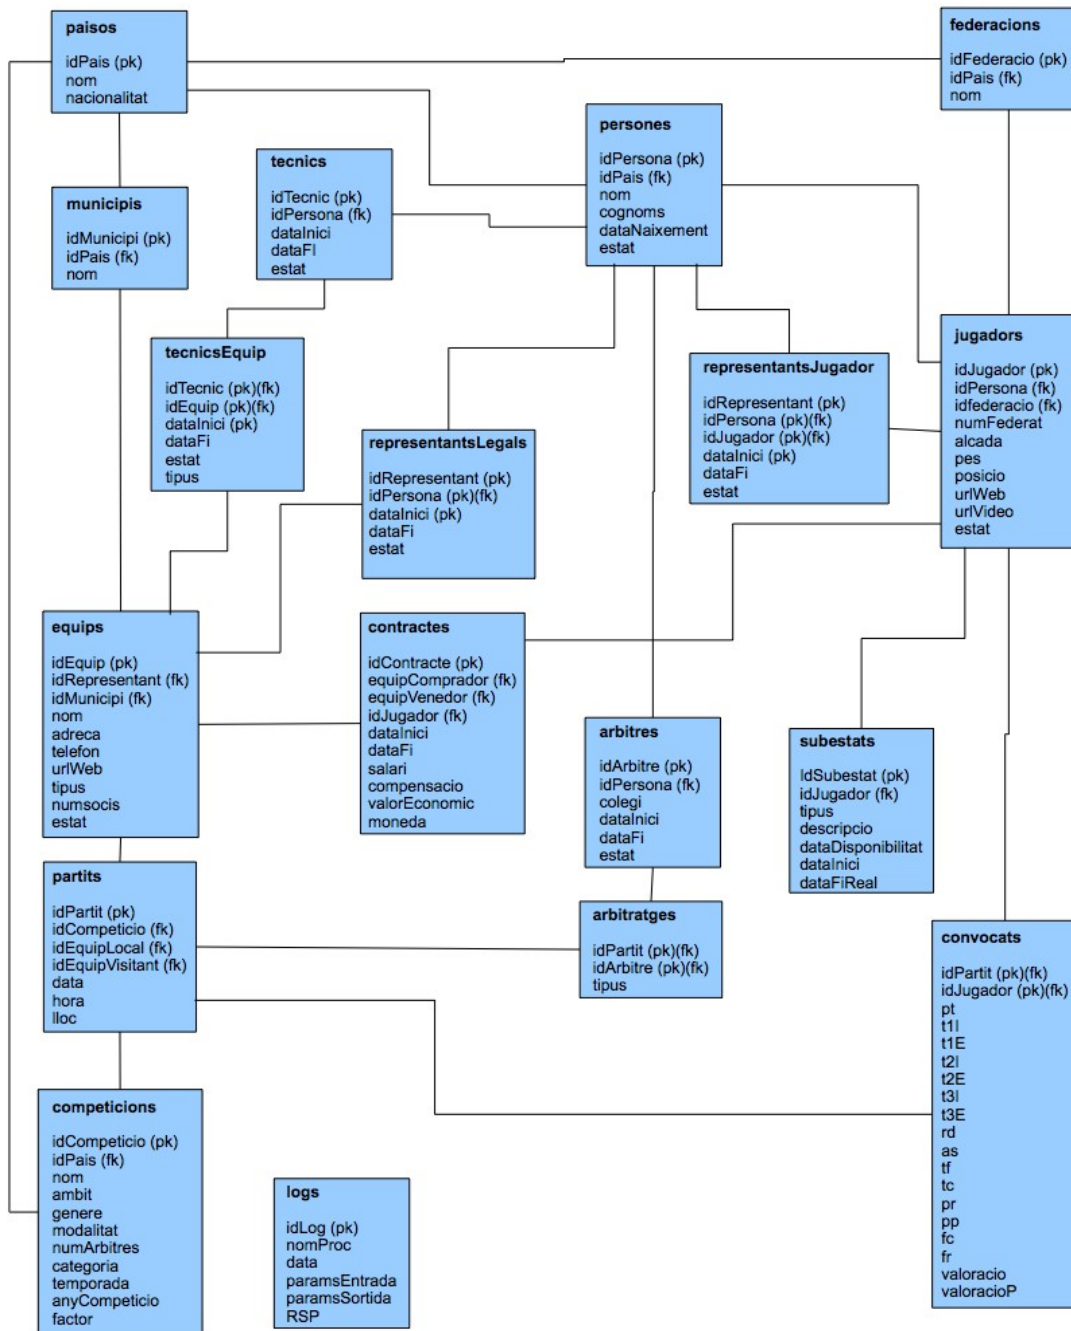 paisos
idPais (pk)
nom
nacionalitat
federacions
idFederacio (pk)
idPais (fk)
nom
persones
idPersona (pk)
idPais (fk)
nom
cognoms
dataNaixement
estat
tecnics
idTecnic (pk)
idPersona (fk)
dataInici
dataFI
estat
municipis
idMunicipi (pk)
idPais (fk)
nom
tecnicsEquip
idTecnic (pk)(fk)
idEquip (pk)(fk)
dataInici (pk)
dataFi
estat
tipus
representantsLegals
idRepresentant (pk)
idPersona (pk)(fk)
dataInici (pk)
dataFi
estat
representantsJugador
idRepresentant (pk)
idPersona (pk)(fk)
idJugador (pk)(fk)
dataInici (pk)
dataFi
estat
jugadors
idJugador (pk)
idPersona (fk)
idfederacio (fk)
numFederat
alcada
pes
posicio
urlWeb
urlVideo
estat
equips
idEquip (pk)
idRepresentant (fk)
idMunicipi (fk)
nom
adreca
telefon
urlWeb
tipus
numsocis
estat
contractes
idContracte (pk)
equipComprador (fk)
equipVenedor (fk)
idJugador (fk)
dataInici
dataFi
salari
compensacio
valorEconomic
moneda
arbitres
idArbitre (pk)
idPersona (fk)
colegi
dataInici
dataFi
estat
subestats
IdSubestat (pk)
idJugador (fk)
tipus
descripcio
dataDisponibilitat
dataInici
dataFiReal
partits
idPartit (pk)
idCompeticio (fk)
idEquipLocal (fk)
idEquipVisitant (fk)
data
hora
lloc
arbitratges
idPartit (pk)(fk)
idArbitre (pk)(fk)
tipus
convocats
idPartit (pk)(fk)
idJugador (pk)(fk)
pt
t1I
t1E
t2I
t2E
t3I
t3E
rd
as
tf
tc
pr
pp
fc
fr
valoracio
valoracioP
competicions
idCompeticio (pk)
idPais (fk)
nom
ambit
genere
modalitat
numArbitres
categoria
temporada
anyCompeticio
factor
logs
idLog (pk)
nomProc
data
paramsEntrada
paramsSortida
RSP